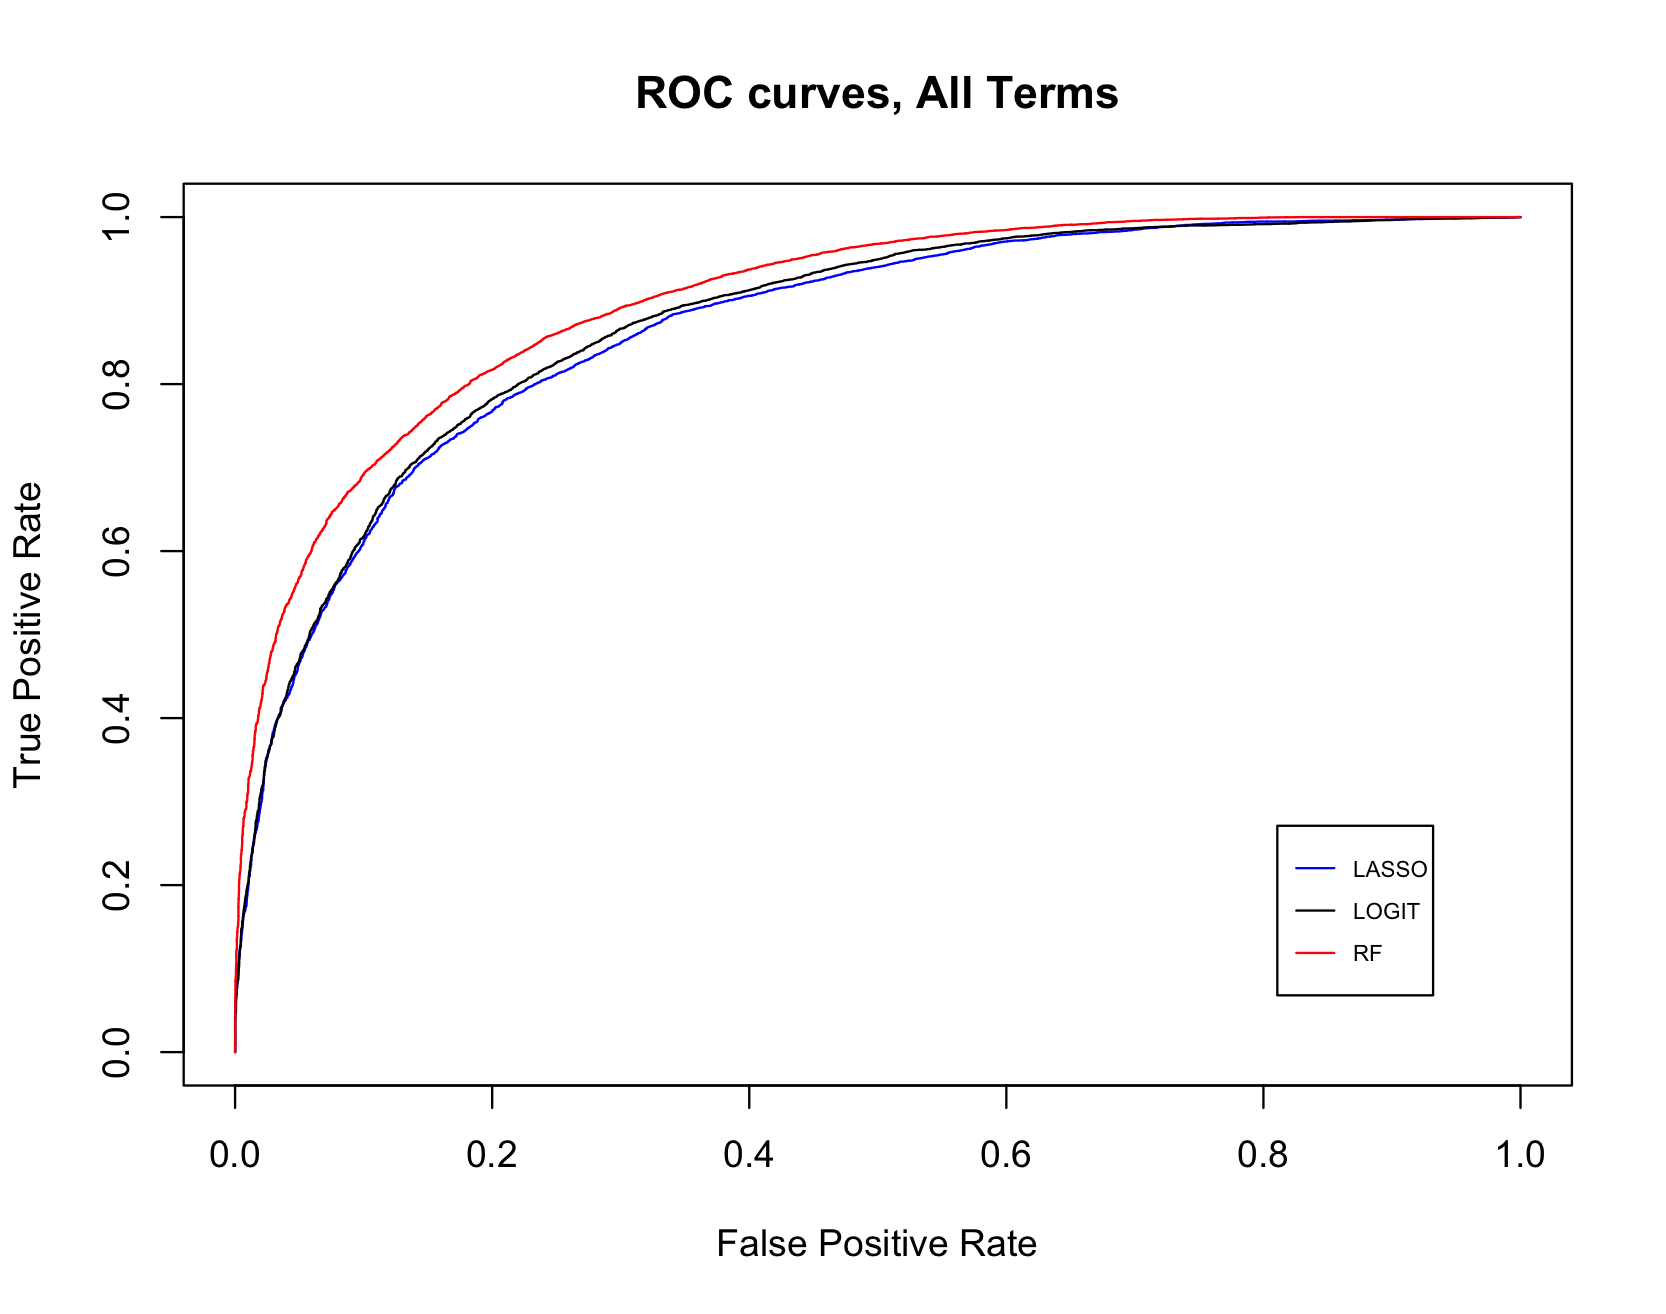 ROC curves, All Terms
True Positive Rate
1.0
0.8
0.6
0.4
0.2
0.0
LASSO
LOGIT
RF
0.0 0.2 0.4 0.6 0.8 1.0
False Positive Rate